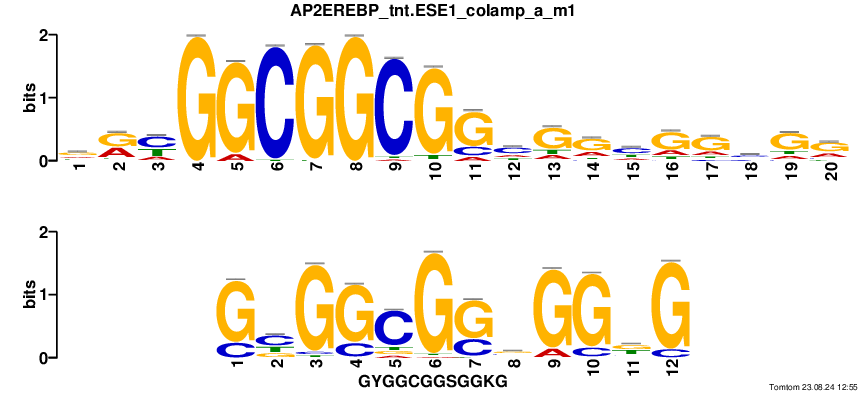 AP2EREBP_tnt.ESE1_colamp_a_m1
2
1
0
bits
1 2 3 4 5 6 7 8 9 10 11 12 13 14 15 16 17 18 19 20
2
1
0
bits
1 2 3 4 5 6 7 8 9 10 11 12
GYGGCGGSGGKG
Tomtom 23.08.24 12:55